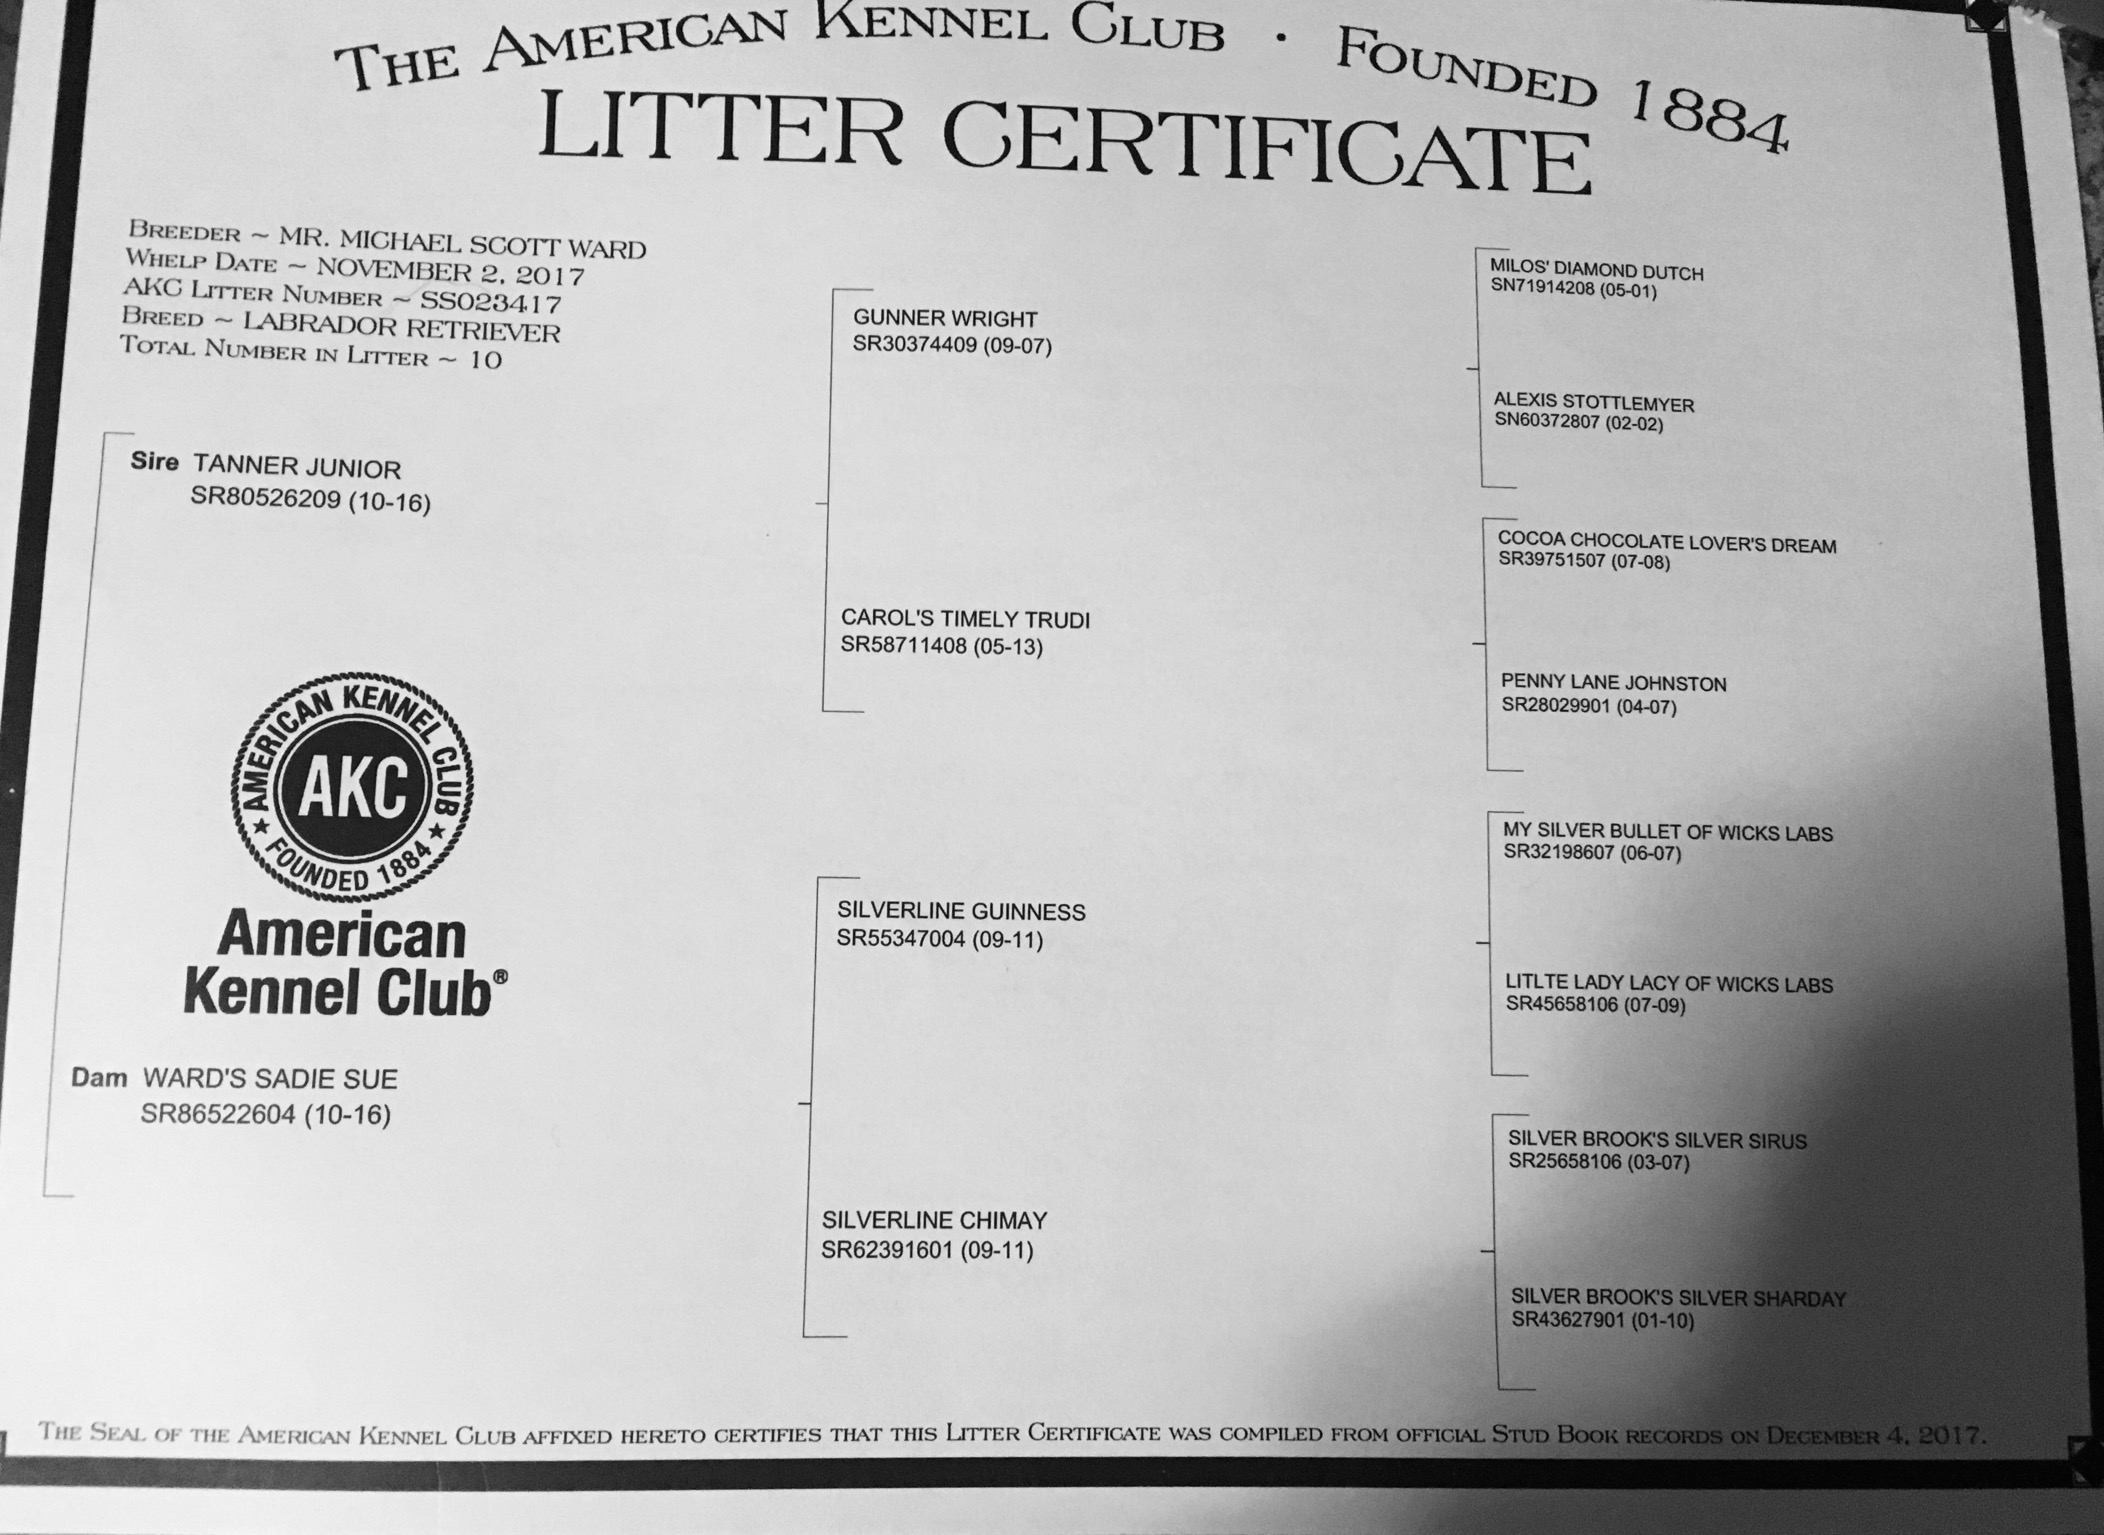 THE AMERICAN KENNEL CLUB · FOUNDED 1884
LITTER CERTIFICATE
BREEDER ~ MR. MICHAEL SCOTT WARD
WHELP DATE ~ NOVEMBER 2, 2017
AKC LITTER NUMBER ~ SS023417
BREED ~ LABRADOR RETRIEVER
TOTAL NUMBER IN LITTER ~ 10
Sire TANNER JUNIOR
SR80526209 (10-16)
AMERICAN KENNEL CLUB
AKC
★ FOUNDED 1884 ★
American
Kennel Club®
Dam WARD'S SADIE SUE
SR86522604 (10-16)
GUNNER WRIGHT
SR30374409 (09-07)
CAROL'S TIMELY TRUDI
SR58711408 (05-13)
SILVERLINE GUINNESS
SR55347004 (09-11)
SILVERLINE CHIMAY
SR62391601 (09-11)
MILOS' DIAMOND DUTCH
SN71914208 (05-01)
ALEXIS STOTTLEMYER
SN60372807 (02-02)
COCOA CHOCOLATE LOVER'S DREAM
SR39751507 (07-08)
PENNY LANE JOHNSTON
SR28029901 (04-07)
MY SILVER BULLET OF WICKS LABS
SR32198607 (06-07)
LITLTE LADY LACY OF WICKS LABS
SR45658106 (07-09)
SILVER BROOK'S SILVER SIRUS
SR25658106 (03-07)
SILVER BROOK'S SILVER SHARDAY
SR43627901 (01-10)
THE SEAL OF THE AMERICAN KENNEL CLUB AFFIXED HERETO CERTIFIES THAT THIS LITTER CERTIFICATE WAS COMPILED FROM OFFICIAL STUD BOOK RECORDS ON DECEMBER 4, 2017.